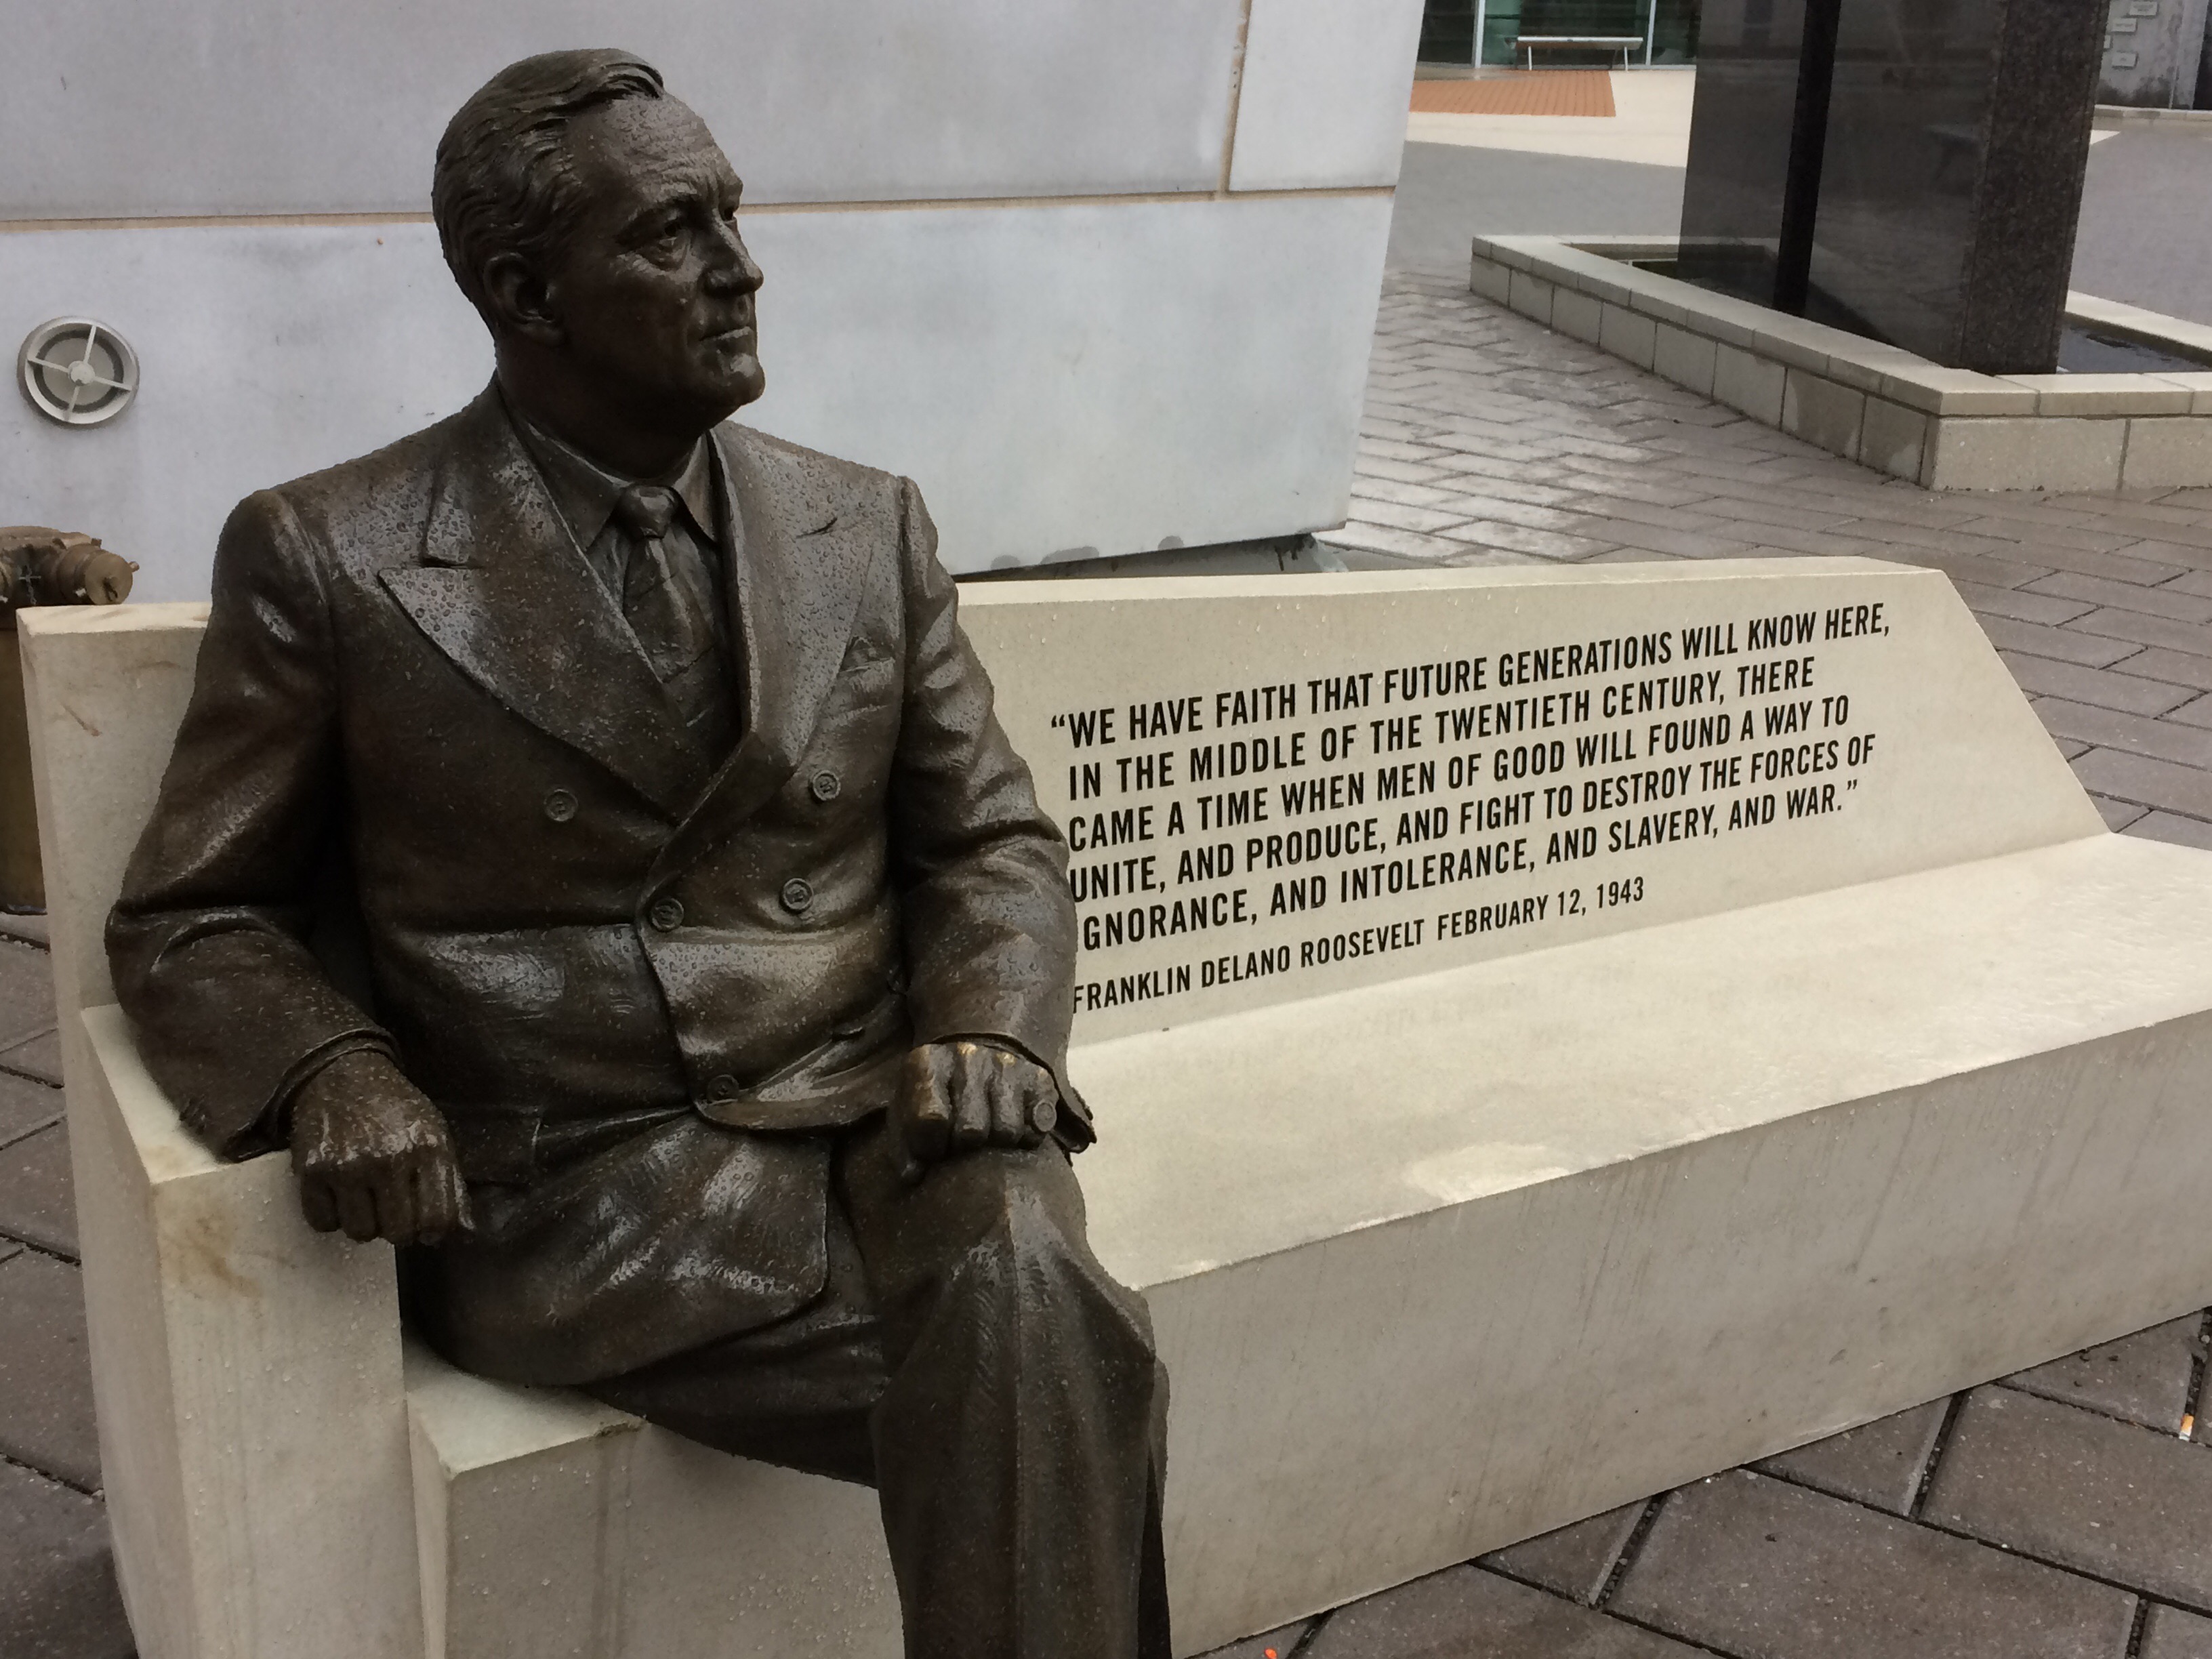 “WE HAVE FAITH THAT FUTURE GENERATIONS WILL KNOW HERE,
IN THE MIDDLE OF THE TWENTIETH CENTURY, THERE
CAME A TIME WHEN MEN OF GOOD WILL FOUND A WAY TO
UNITE, AND PRODUCE, AND FIGHT TO DESTROY THE FORCES OF
IGNORANCE, AND INTOLERANCE, AND SLAVERY, AND WAR.”
FRANKLIN DELANO ROOSEVELT FEBRUARY 12, 1943